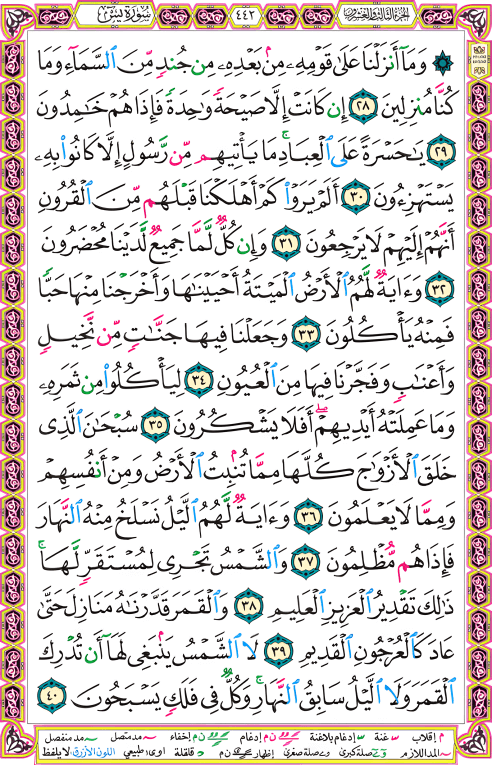 الجزء الثالث والعشرون
٤٤٢
سورة يس
۞ وَمَآ أَنزَلْنَا عَلَىٰ قَوْمِهِۦ مِنۢ بَعْدِهِۦ مِن جُندٍ مِّنَ ٱلسَّمَآءِ وَمَا
كُنَّا مُنزِلِينَ ٢٨ إِن كَانَتْ إِلَّا صَيْحَةً وَٰحِدَةً فَإِذَا هُمْ خَـٰمِدُونَ
٢٩ يَـٰحَسْرَةً عَلَى ٱلْعِبَادِ ۚ مَا يَأْتِيهِم مِّن رَّسُولٍ إِلَّا كَانُوا۟ بِهِۦ
يَسْتَهْزِءُونَ ٣٠ أَلَمْ يَرَوْا۟ كَمْ أَهْلَكْنَا قَبْلَهُم مِّنَ ٱلْقُرُونِ
أَنَّهُمْ إِلَيْهِمْ لَا يَرْجِعُونَ ٣١ وَإِن كُلٌّ لَّمَّا جَمِيعٌ لَّدَيْنَا مُحْضَرُونَ
٣٢ وَءَايَةٌ لَّهُمُ ٱلْأَرْضُ ٱلْمَيْتَةُ أَحْيَيْنَـٰهَا وَأَخْرَجْنَا مِنْهَا حَبًّا
فَمِنْهُ يَأْكُلُونَ ٣٣ وَجَعَلْنَا فِيهَا جَنَّـٰتٍ مِّن نَّخِيلٍ
وَأَعْنَـٰبٍ وَفَجَّرْنَا فِيهَا مِنَ ٱلْعُيُونِ ٣٤ لِيَأْكُلُوا۟ مِن ثَمَرِهِۦ
وَمَا عَمِلَتْهُ أَيْدِيهِمْ ۖ أَفَلَا يَشْكُرُونَ ٣٥ سُبْحَـٰنَ ٱلَّذِى
خَلَقَ ٱلْأَزْوَٰجَ كُلَّهَا مِمَّا تُنۢبِتُ ٱلْأَرْضُ وَمِنْ أَنفُسِهِمْ
وَمِمَّا لَا يَعْلَمُونَ ٣٦ وَءَايَةٌ لَّهُمُ ٱلَّيْلُ نَسْلَخُ مِنْهُ ٱلنَّهَارَ
فَإِذَا هُم مُّظْلِمُونَ ٣٧ وَٱلشَّمْسُ تَجْرِى لِمُسْتَقَرٍّ لَّهَا ۚ
ذَٰلِكَ تَقْدِيرُ ٱلْعَزِيزِ ٱلْعَلِيمِ ٣٨ وَٱلْقَمَرَ قَدَّرْنَـٰهُ مَنَازِلَ حَتَّىٰ
عَادَ كَٱلْعُرْجُونِ ٱلْقَدِيمِ ٣٩ لَا ٱلشَّمْسُ يَنۢبَغِى لَهَآ أَن تُدْرِكَ
ٱلْقَمَرَ وَلَا ٱلَّيْلُ سَابِقُ ٱلنَّهَارِ ۚ وَكُلٌّ فِى فَلَكٍ يَسْبَحُونَ ٤٠
م إقلاب غنة إدغام بلاغنة ن م إدغام ن م إخفاء مد متصل مد منفصل
المد اللازم وي صلة كبرى صلة صغرى إظهار ن م قلقلة اوى: طبيعي اللون الأزرق: لا يلفظ